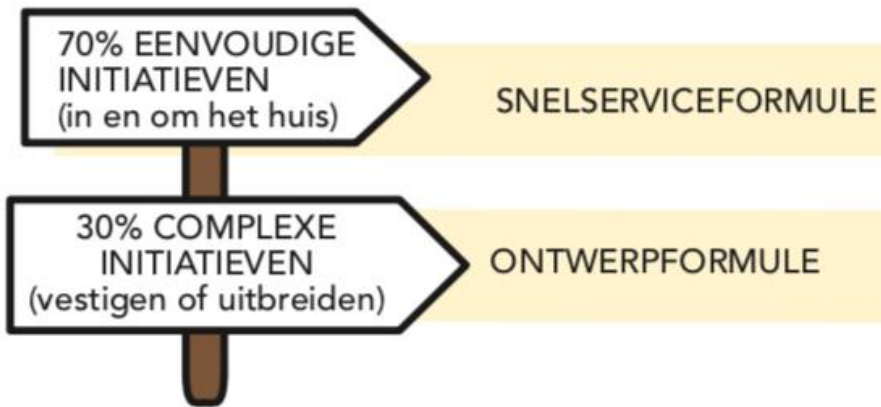 70% EENVOUDIGE
INITIATIEVEN
(in en om het huis)
SNELSERVICEFORMULE
30% COMPLEXE
INITIATIEVEN
(vestigen of uitbreiden)
ONTWERPFORMULE